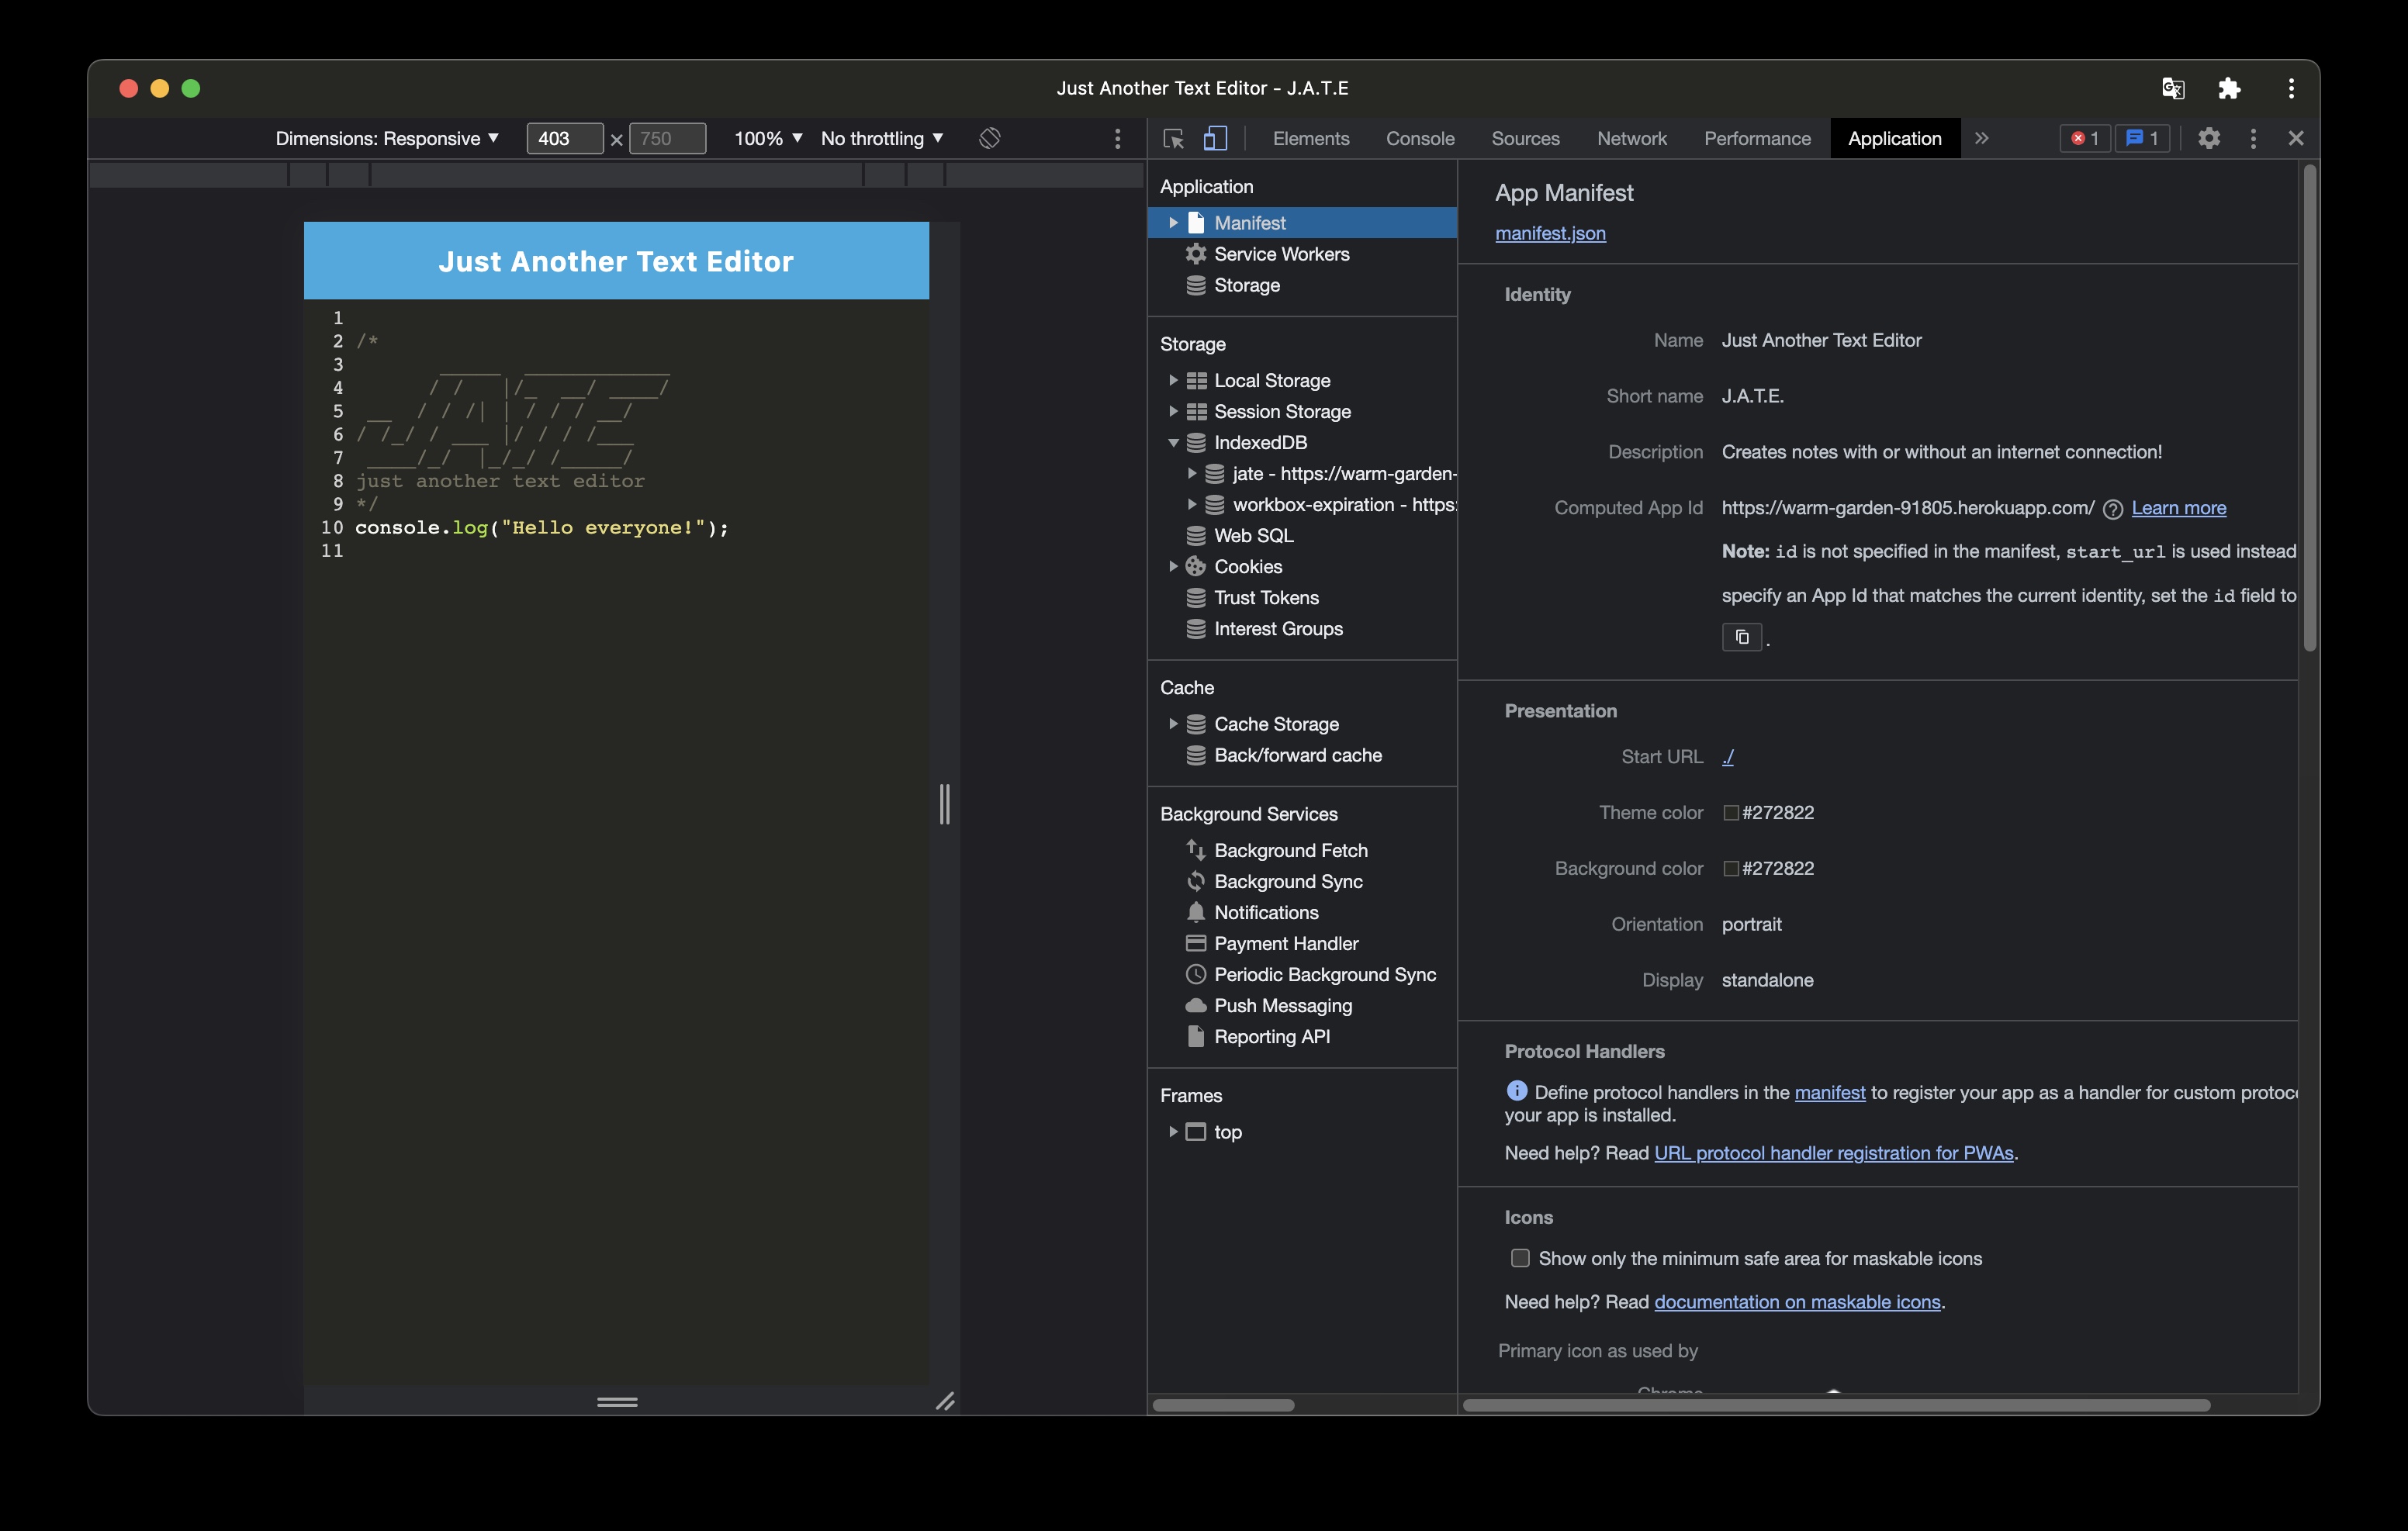 Just Another Text Editor - J.A.T.E
Dimensions: Responsive ▼ 403 × 750 100% ▼ No throttling ▼
Elements Console Sources Network Performance Application » 1 1
Just Another Text Editor
1
2 /*
3      _____  ____________
4     / /   |/_  __/ ____/
5 __  / / /| | / / / __/
6 / /_/ / ___ |/ / / /___
7 ____/_/  |_/_/ /_____/
8 just another text editor
9 */
10 console.log("Hello everyone!");
11
Application
Manifest
Service Workers
Storage
Storage
Local Storage
Session Storage
IndexedDB
jate - https://warm-garden-
workbox-expiration - https:
Web SQL
Cookies
Trust Tokens
Interest Groups
Cache
Cache Storage
Back/forward cache
Background Services
Background Fetch
Background Sync
Notifications
Payment Handler
Periodic Background Sync
Push Messaging
Reporting API
Frames
top
App Manifest
manifest.json
Identity
Name Just Another Text Editor
Short name J.A.T.E.
Description Creates notes with or without an internet connection!
Computed App Id https://warm-garden-91805.herokuapp.com/ ? Learn more
Note: id is not specified in the manifest, start_url is used instead
specify an App Id that matches the current identity, set the id field to
.
Presentation
Start URL ./
Theme color #272822
Background color #272822
Orientation portrait
Display standalone
Protocol Handlers
Define protocol handlers in the manifest to register your app as a handler for custom protoc
your app is installed.
Need help? Read URL protocol handler registration for PWAs.
Icons
Show only the minimum safe area for maskable icons
Need help? Read documentation on maskable icons.
Primary icon as used by